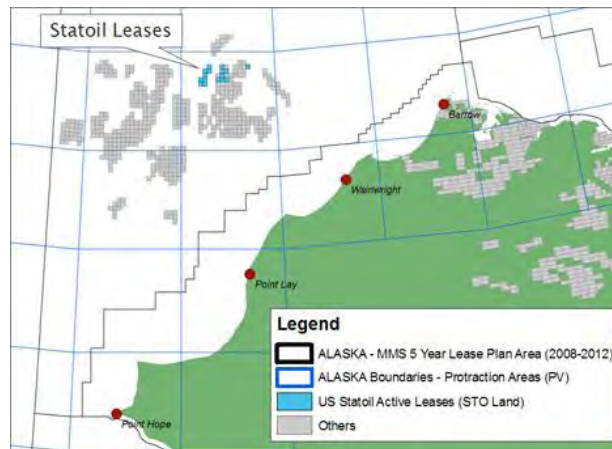 Statoil Leases
Barrow
Wainwright
Point Lay
Point Hope
Legend
ALASKA - MMS 5 Year Lease Plan Area (2008-2012)
ALASKA Boundaries - Protraction Areas (PV)
US Statoil Active Leases (STO Land)
Others